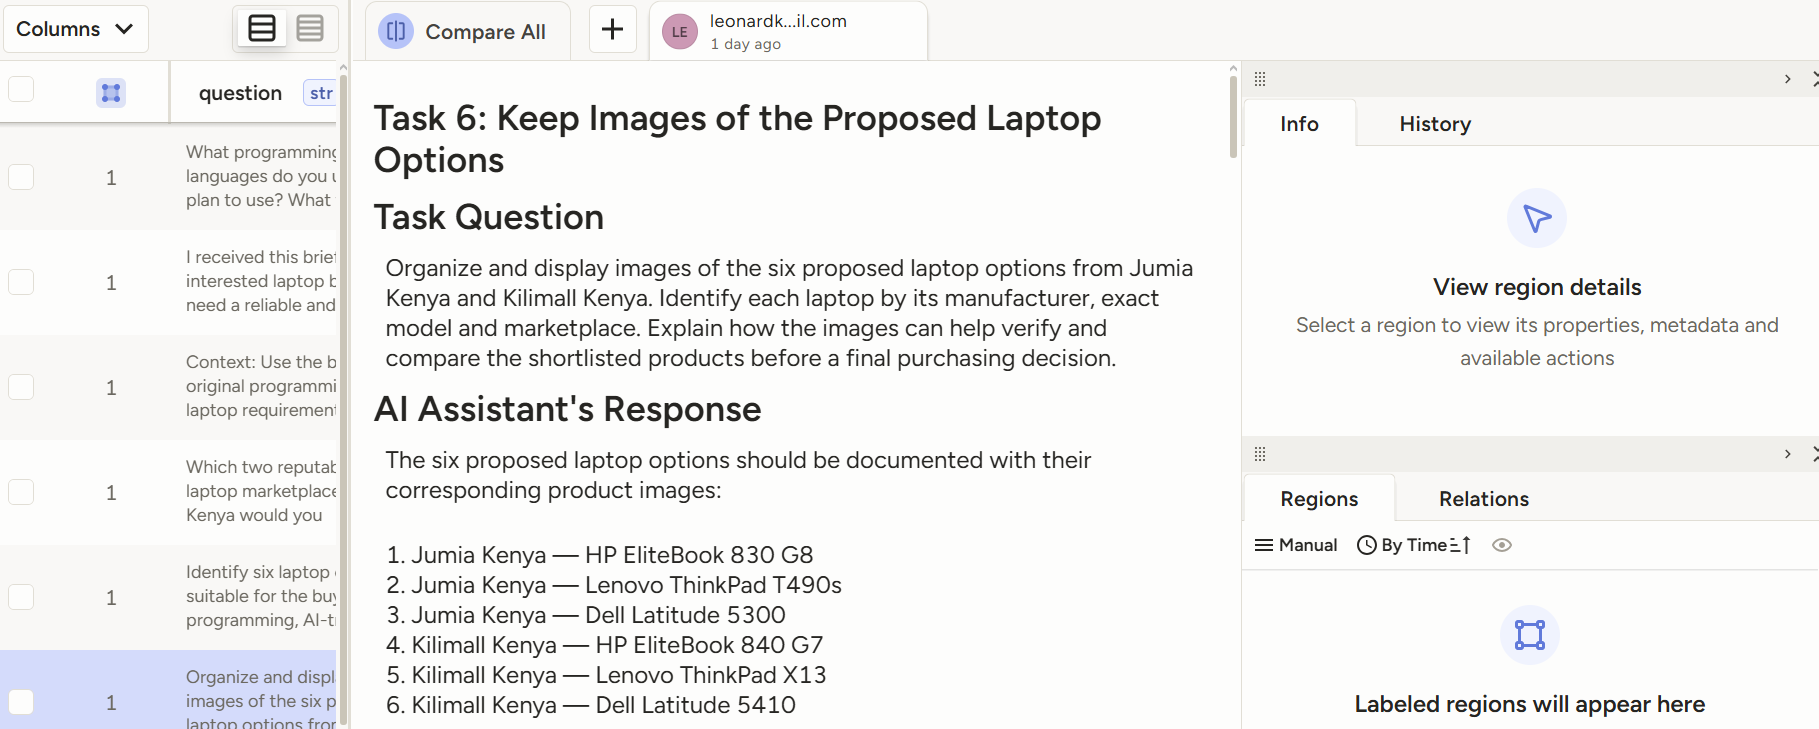 Columns
Compare All
LE
leonardk...il.com
1 day ago
question
str
1
What programming
languages do you
plan to use? What
1
I received this brief
interested laptop
need a reliable and
1
Context: Use the
original programmi
laptop requirement
1
Which two reputab
laptop marketplace
Kenya would you
1
Identify six laptop
suitable for the buy
programming, AI-t
1
Organize and displ
images of the six p
laptop options from
Task 6: Keep Images of the Proposed Laptop
Options
Task Question
Organize and display images of the six proposed laptop options from Jumia
Kenya and Kilimall Kenya. Identify each laptop by its manufacturer, exact
model and marketplace. Explain how the images can help verify and
compare the shortlisted products before a final purchasing decision.
AI Assistant's Response
The six proposed laptop options should be documented with their
corresponding product images:
1. Jumia Kenya — HP EliteBook 830 G8
2. Jumia Kenya — Lenovo ThinkPad T490s
3. Jumia Kenya — Dell Latitude 5300
4. Kilimall Kenya — HP EliteBook 840 G7
5. Kilimall Kenya — Lenovo ThinkPad X13
6. Kilimall Kenya — Dell Latitude 5410
Info
History
View region details
Select a region to view its properties, metadata and
available actions
Regions
Relations
Manual
By Time
Labeled regions will appear here